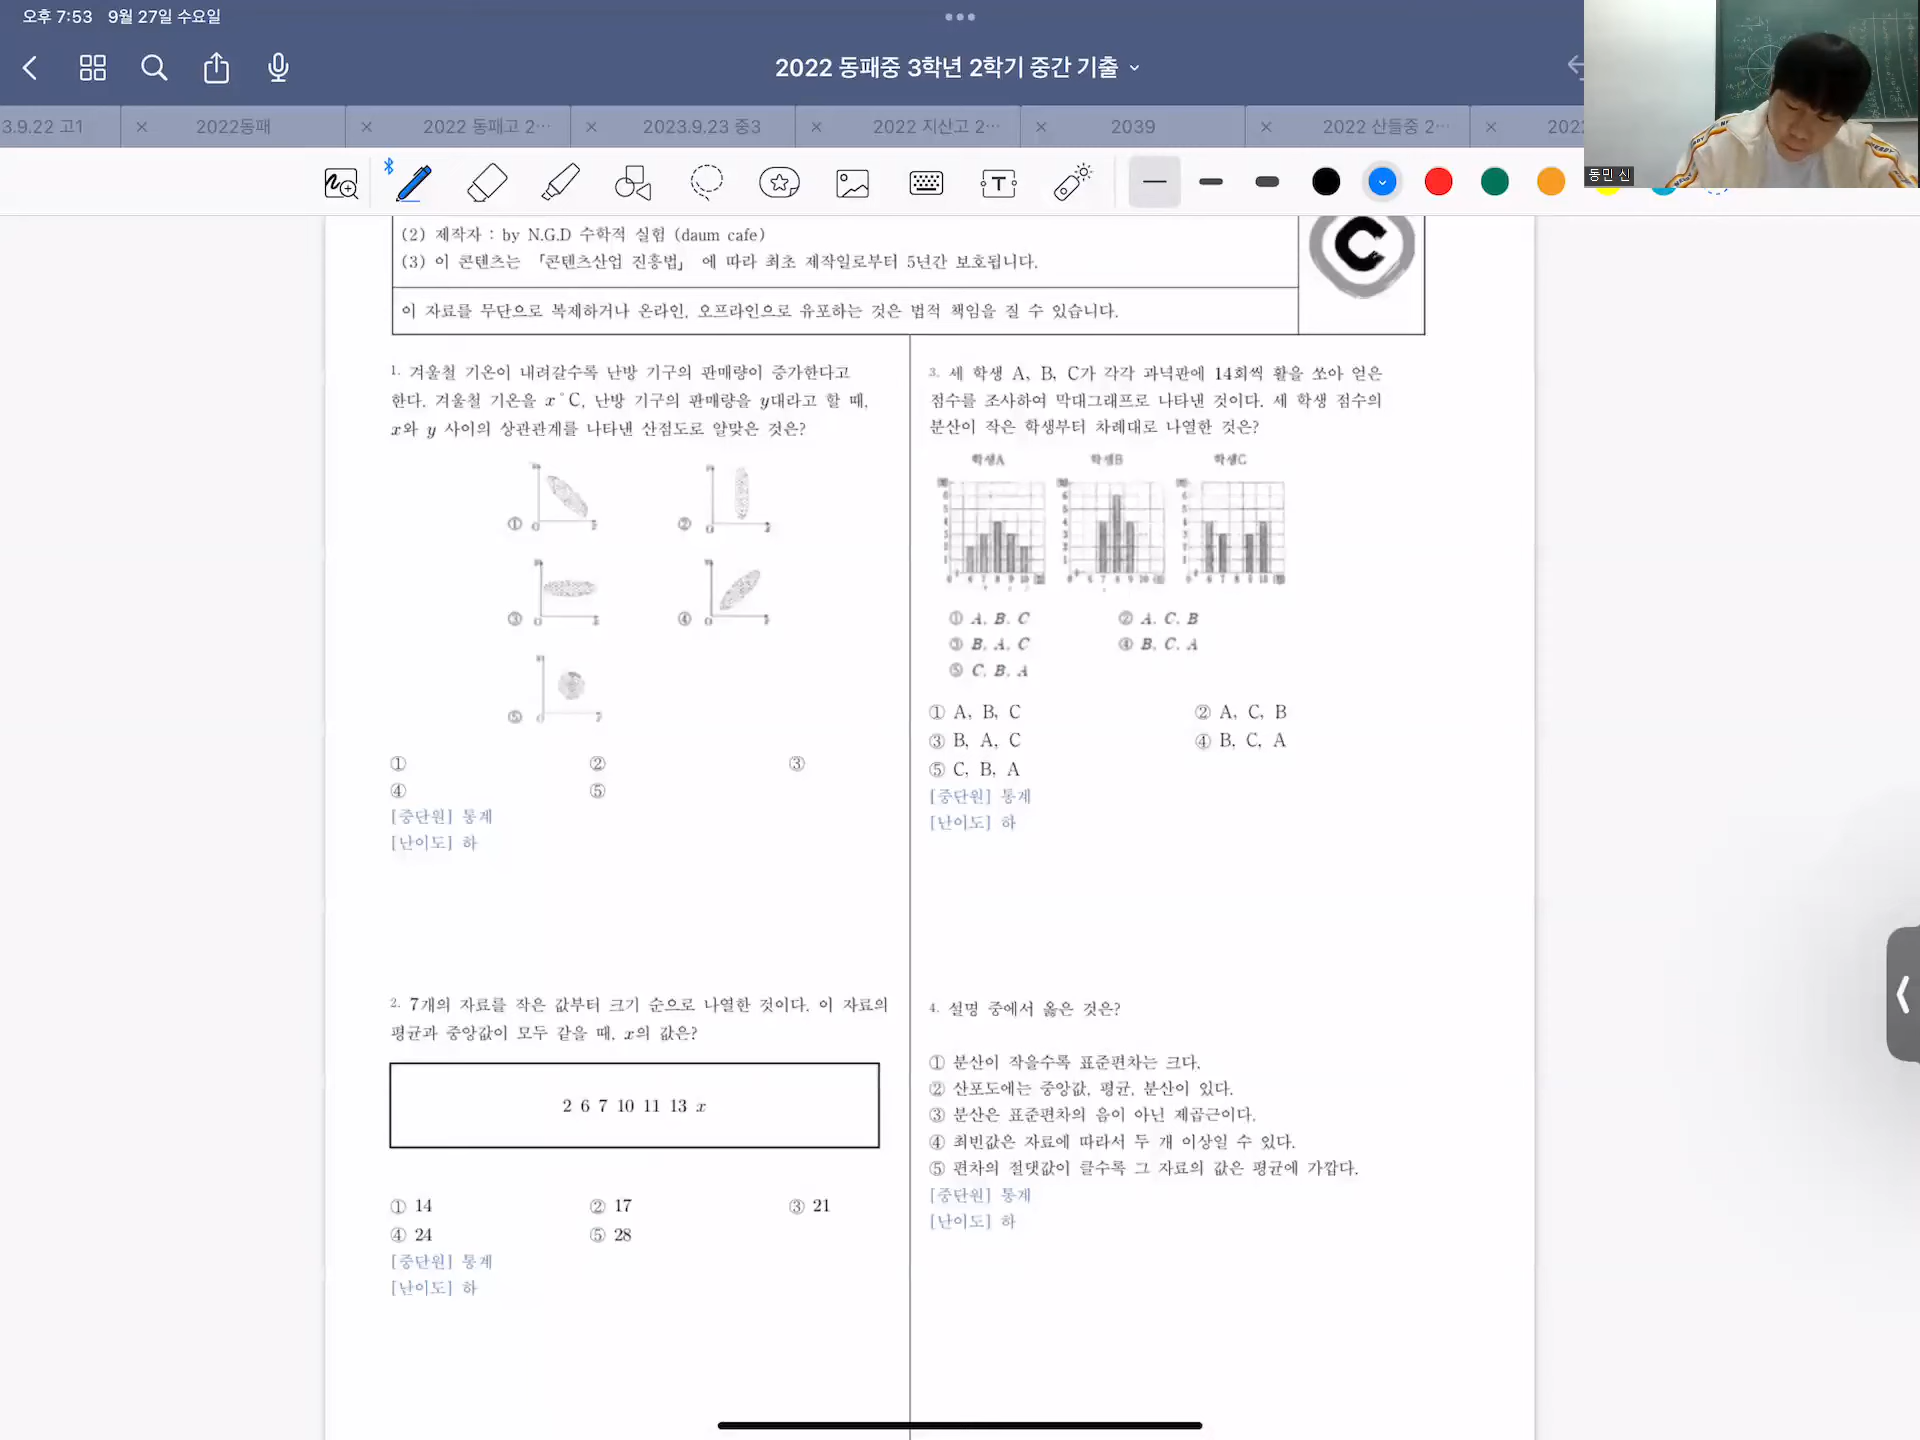 오후 7:53 9월 27일 수요일
2022 동패중 3학년 2학기 중간 기출
3.9.22 고1
2022동패
2022 동패고 2…
2023.9.23 중3
2022 지산고 2…
2039
2022 산들중 2…
동민 신
(2) 제작자 : by N.G.D 수학적 실험 (daum cafe)
(3) 이 콘텐츠는 「콘텐츠산업 진흥법」 에 따라 최초 제작일로부터 5년간 보호됩니다.
이 자료를 무단으로 복제하거나 온라인, 오프라인으로 유포하는 것은 법적 책임을 질 수 있습니다.
1. 겨울철 기온이 내려갈수록 난방 기구의 판매량이 증가한다고
한다. 겨울철 기온을 x°C, 난방 기구의 판매량을 y대라고 할 때,
x와 y 사이의 상관관계를 나타낸 산점도로 알맞은 것은?
① ②
③ ④
⑤
① ② ③
④ ⑤
[중단원] 통계
[난이도] 하
2. 7개의 자료를 작은 값부터 크기 순으로 나열한 것이다. 이 자료의
평균과 중앙값이 모두 같을 때, x의 값은?
2 6 7 10 11 13 x
① 14 ② 17 ③ 21
④ 24 ⑤ 28
[중단원] 통계
[난이도] 하
3. 세 학생 A, B, C가 각각 과녁판에 14회씩 활을 쏘아 얻은
점수를 조사하여 막대그래프로 나타낸 것이다. 세 학생 점수의
분산이 작은 학생부터 차례대로 나열한 것은?
학생A 학생B 학생C
① A, B, C ② A, C, B
③ B, A, C ④ B, C, A
⑤ C, B, A
① A, B, C ② A, C, B
③ B, A, C ④ B, C, A
⑤ C, B, A
[중단원] 통계
[난이도] 하
4. 설명 중에서 옳은 것은?
① 분산이 작을수록 표준편차는 크다.
② 산포도에는 중앙값, 평균, 분산이 있다.
③ 분산은 표준편차의 음이 아닌 제곱근이다.
④ 최빈값은 자료에 따라서 두 개 이상일 수 있다.
⑤ 편차의 절댓값이 클수록 그 자료의 값은 평균에 가깝다.
[중단원] 통계
[난이도] 하